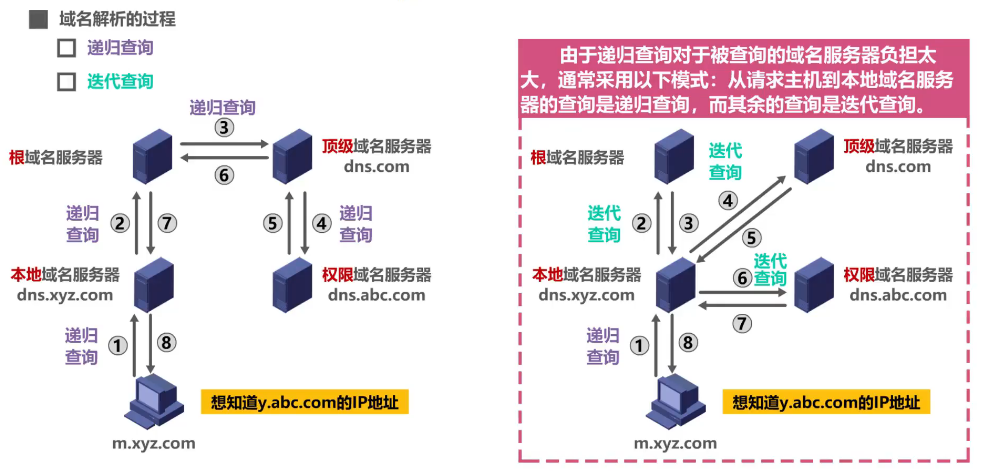 域名解析的过程
递归查询
迭代查询
递归查询
③
⑥
根域名服务器
顶级域名服务器
dns.com
递归
查询
②
⑦
⑤
④
递归
查询
本地域名服务器
dns.xyz.com
权限域名服务器
dns.abc.com
递归
查询
①
⑧
想知道y.abc.com的IP地址
m.xyz.com
由于递归查询对于被查询的域名服务器负担太
大，通常采用以下模式：从请求主机到本地域名服务
器的查询是递归查询，而其余的查询是迭代查询。
根域名服务器
迭代
查询
顶级域名服务器
dns.com
迭代
查询
②
③
④
⑤
本地域名服务器
dns.xyz.com
迭代
查询
⑥
⑦
权限域名服务器
dns.abc.com
递归
查询
①
⑧
想知道y.abc.com的IP地址
m.xyz.com